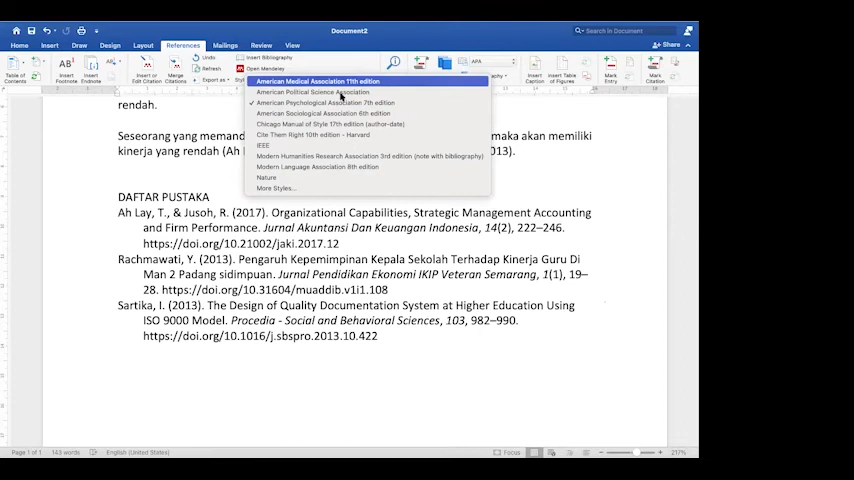 Document2
Search in Document
Home Insert Draw Design Layout References Mailings Review View
Share
Table of Contents
Insert Footnote
Insert Endnote
Insert or Edit Citation
Merge Citations
Undo
Refresh
Export as
Insert Bibliography
Open Mendeley
APA
Insert Caption
Insert Table of Figures
Mark Entry
Mark Citation
American Medical Association 11th edition
American Political Science Association
✓ American Psychological Association 7th edition
American Sociological Association 6th edition
Chicago Manual of Style 17th edition (author-date)
Cite Them Right 10th edition - Harvard
IEEE
Modern Humanities Research Association 3rd edition (note with bibliography)
Modern Language Association 8th edition
Nature
More Styles...
rendah.
Seseorang yang memand
maka akan memiliki
kinerja yang rendah (Ah
013).
DAFTAR PUSTAKA
Ah Lay, T., & Jusoh, R. (2017). Organizational Capabilities, Strategic Management Accounting
and Firm Performance. Jurnal Akuntansi Dan Keuangan Indonesia, 14(2), 222–246.
https://doi.org/10.21002/jaki.2017.12
Rachmawati, Y. (2013). Pengaruh Kepemimpinan Kepala Sekolah Terhadap Kinerja Guru Di
Man 2 Padang sidimpuan. Jurnal Pendidikan Ekonomi IKIP Veteran Semarang, 1(1), 19–
28. https://doi.org/10.31604/muaddib.v1i1.108
Sartika, I. (2013). The Design of Quality Documentation System at Higher Education Using
ISO 9000 Model. Procedia - Social and Behavioral Sciences, 103, 982–990.
https://doi.org/10.1016/j.sbspro.2013.10.422
Page 1 of 1 143 words English (United States)
Focus
217%